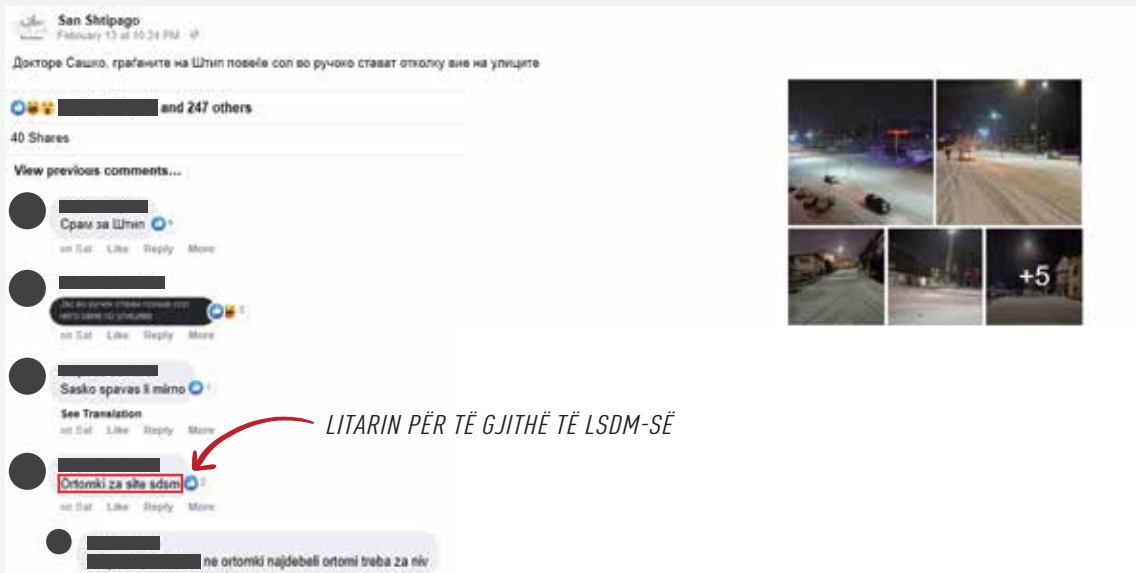 San Shtipago
February 13 at 10:24 PM
Докторе Сашко, граѓаните на Штип повеќе сол во ручоко стават отколку вие на улиците
and 247 others
40 Shares
View previous comments...
Срам за Штип
on Sat Like Reply More
on Sat Like Reply More
Sasko spavas li mirno
See Translation
on Sat Like Reply More
Ortomki za site sdsm
on Sat Like Reply More
ne ortomki najdebeli ortomi treba za niv
LITARIN PËR TË GJITHË TË LSDM-SË
+5